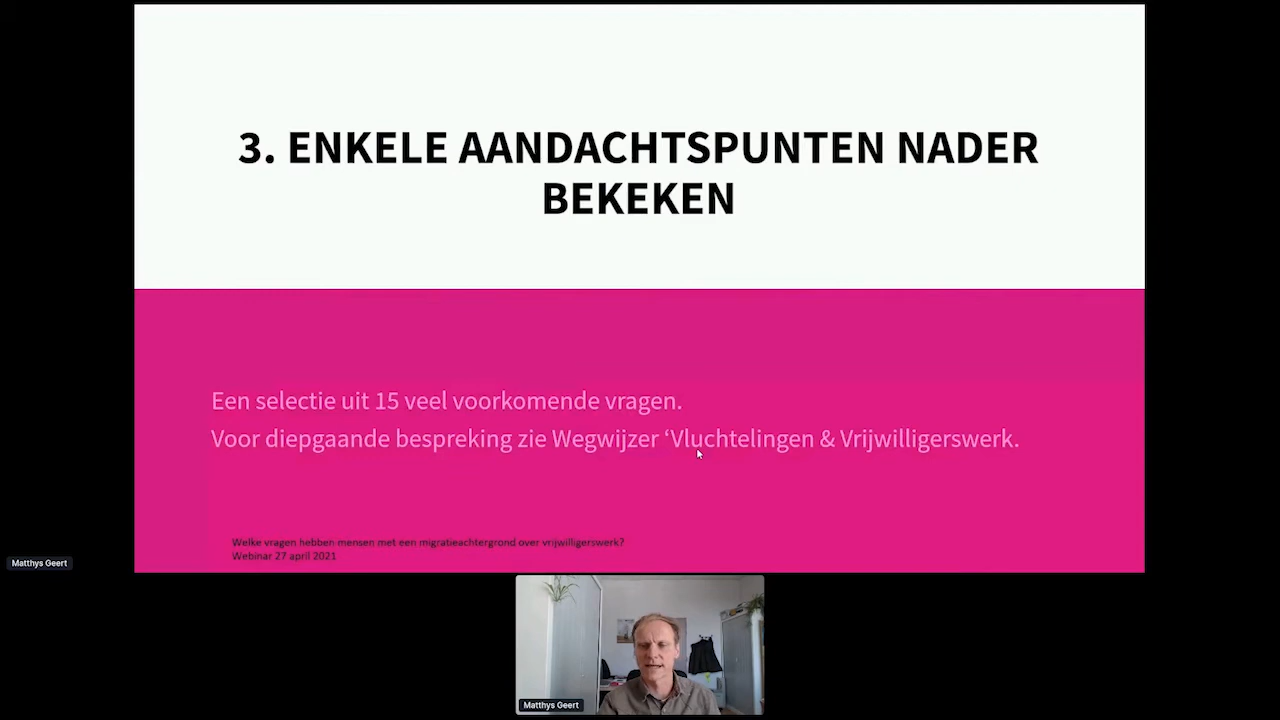 3. ENKELE AANDACHTSPUNTEN NADER
BEKEKEN
Een selectie uit 15 veel voorkomende vragen.
Voor diepgaande bespreking zie Wegwijzer ‘Vluchtelingen & Vrijwilligerswerk.
Welke vragen hebben mensen met een migratieachtergrond over vrijwilligerswerk?
Webinar 27 april 2021
Matthys Geert
Matthys Geert